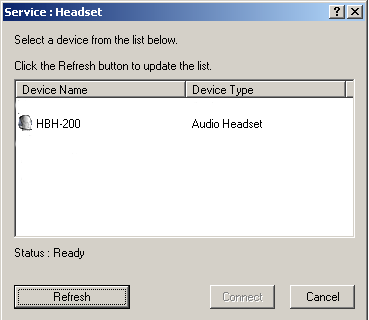 Service : Headset
Select a device from the list below.
Click the Refresh button to update the list.
Device Name Device Type
HBH-200 Audio Headset
Status : Ready
Refresh Connect Cancel